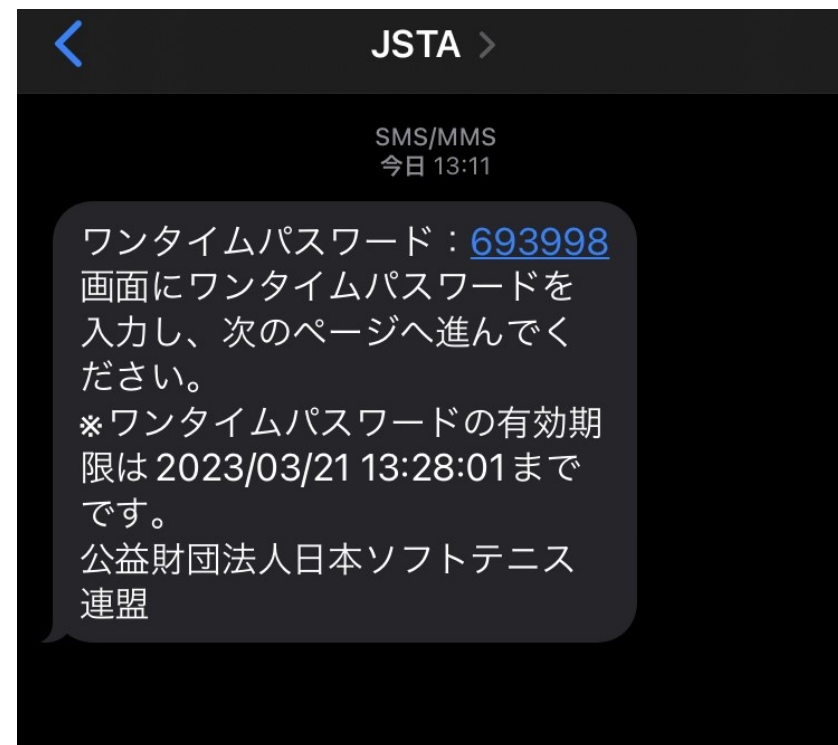 JSTA
SMS/MMS
今日 13:11
ワンタイムパスワード：693998
画面にワンタイムパスワードを
入力し、次のページへ進んでく
ださい。
※ワンタイムパスワードの有効期
限は2023/03/21 13:28:01まで
です。
公益財団法人日本ソフトテニス
連盟